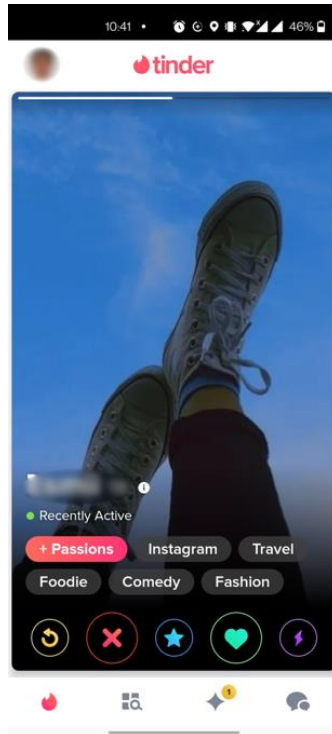 10:41 46%
tinder
Recently Active
+ Passions Instagram Travel
Foodie Comedy Fashion
1